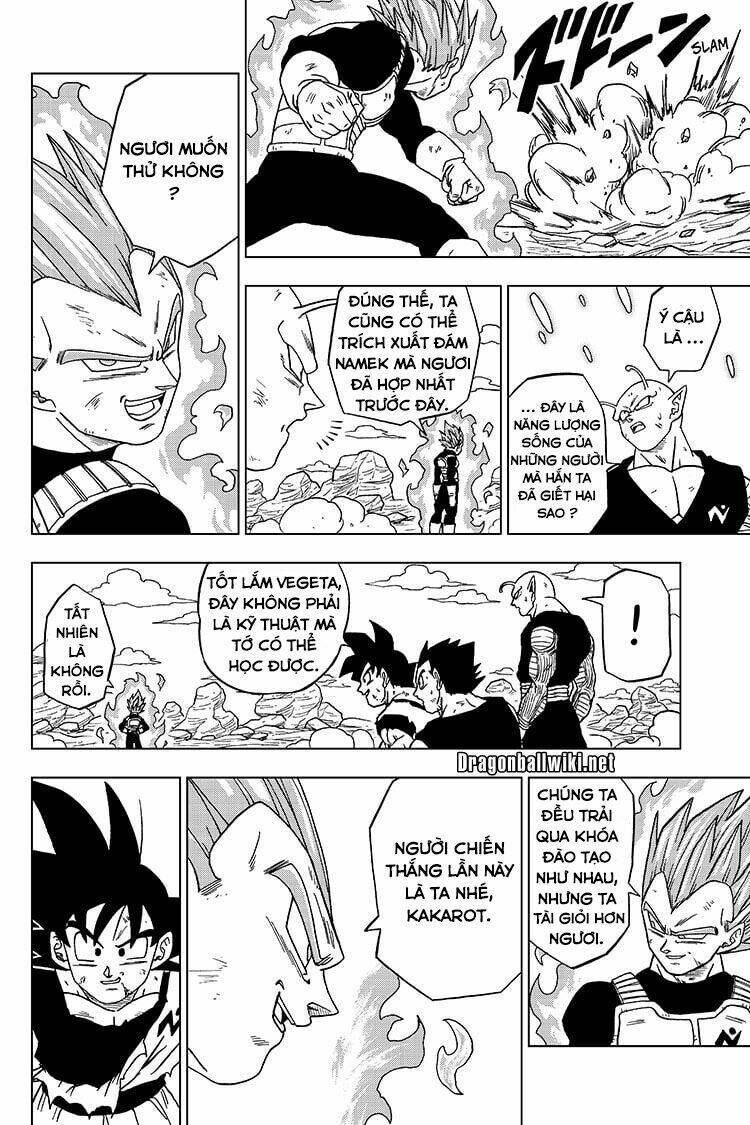 ドドーン
SLAM
Ý CẬU
LÀ ...
... ĐÂY LÀ
NĂNG LƯỢNG
SỐNG CỦA
NHỮNG NGƯỜI
MÀ HẮN TA
ĐÃ GIẾT HẠI
SAO ?
ĐÚNG THẾ, TA
CŨNG CÓ THỂ
TRÍCH XUẤT ĐÁM
NAMEK MÀ NGƯƠI
ĐÃ HỢP NHẤT
TRƯỚC ĐÂY.
NGƯƠI MUỐN
THỬ KHÔNG
?
!
TỐT LẮM VEGETA,
ĐÂY KHÔNG PHẢI
LÀ KỸ THUẬT MÀ
TỚ CÓ THỂ
HỌC ĐƯỢC.
TẤT
NHIÊN
LÀ
KHÔNG
RỒI.
Dragonballwiki.net
CHÚNG TA
ĐỀU TRẢI
QUA KHÓA
ĐÀO TẠO
NHƯ NHAU,
NHƯNG TA
TÀI GIỎI HƠN
NGƯƠI.
NGƯỜI CHIẾN
THẮNG LẦN NÀY
LÀ TA NHÉ,
KAKAROT.